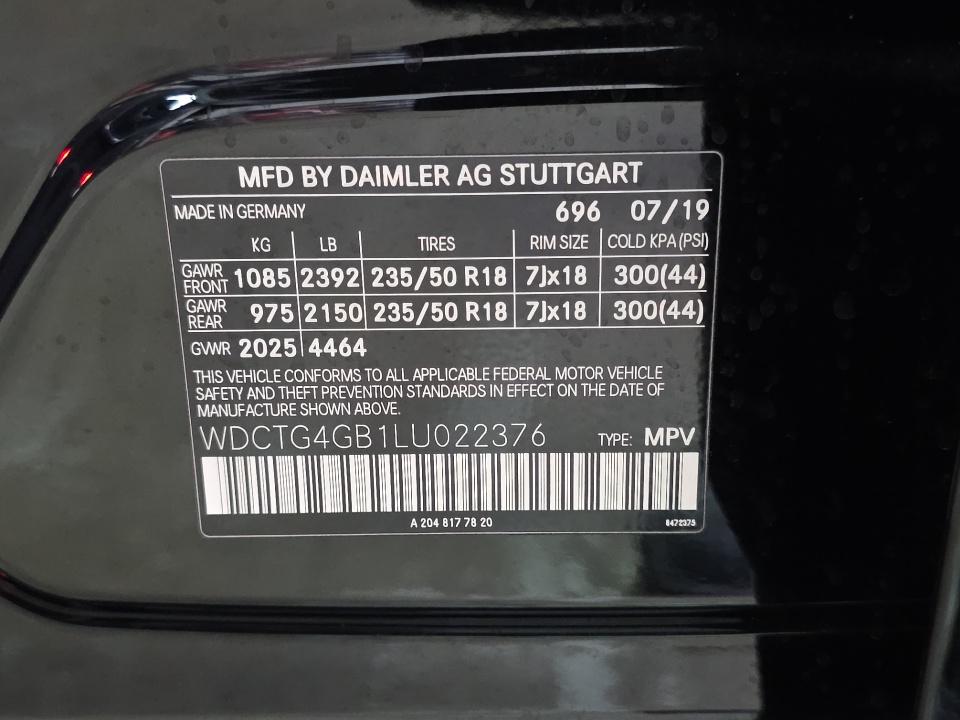 MFD BY DAIMLER AG STUTTGART
MADE IN GERMANY 696 07/19
KG LB TIRES RIM SIZE COLD KPA (PSI)
GAWR FRONT 1085 2392 235/50 R18 7Jx18 300(44)
GAWR REAR 975 2150 235/50 R18 7Jx18 300(44)
GVWR 2025 4464
THIS VEHICLE CONFORMS TO ALL APPLICABLE FEDERAL MOTOR VEHICLE
SAFETY AND THEFT PREVENTION STANDARDS IN EFFECT ON THE DATE OF
MANUFACTURE SHOWN ABOVE.
WDCTG4GB1LU022376 TYPE: MPV
A 204 817 78 20